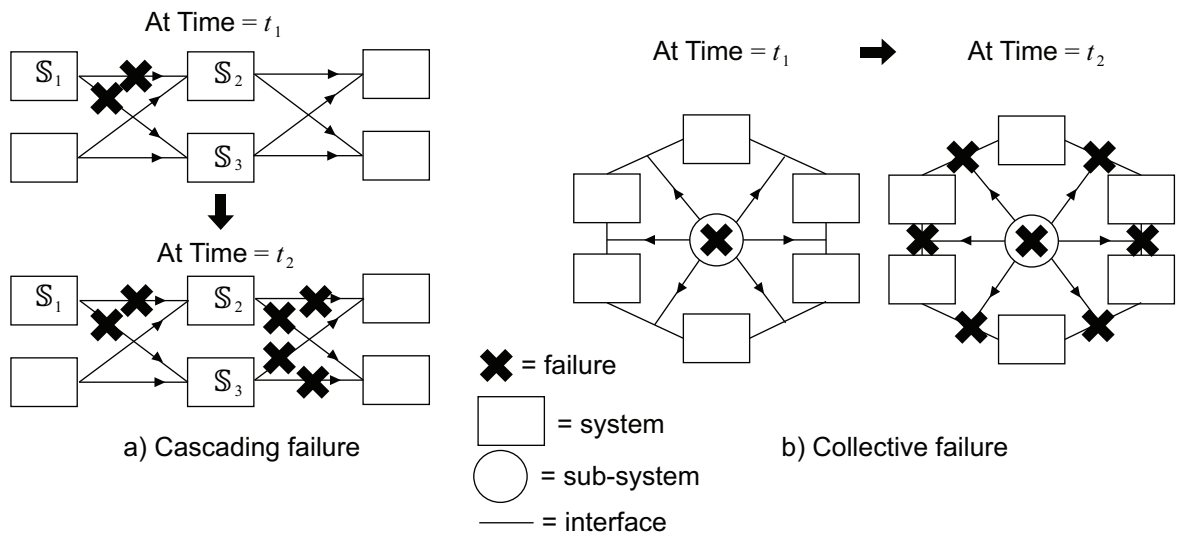 At Time = t₁
𝕊₁
𝕊₂
𝕊₃
At Time = t₂
𝕊₁
𝕊₂
𝕊₃
a) Cascading failure
At Time = t₁
At Time = t₂
= failure
= system
= sub-system
= interface
b) Collective failure